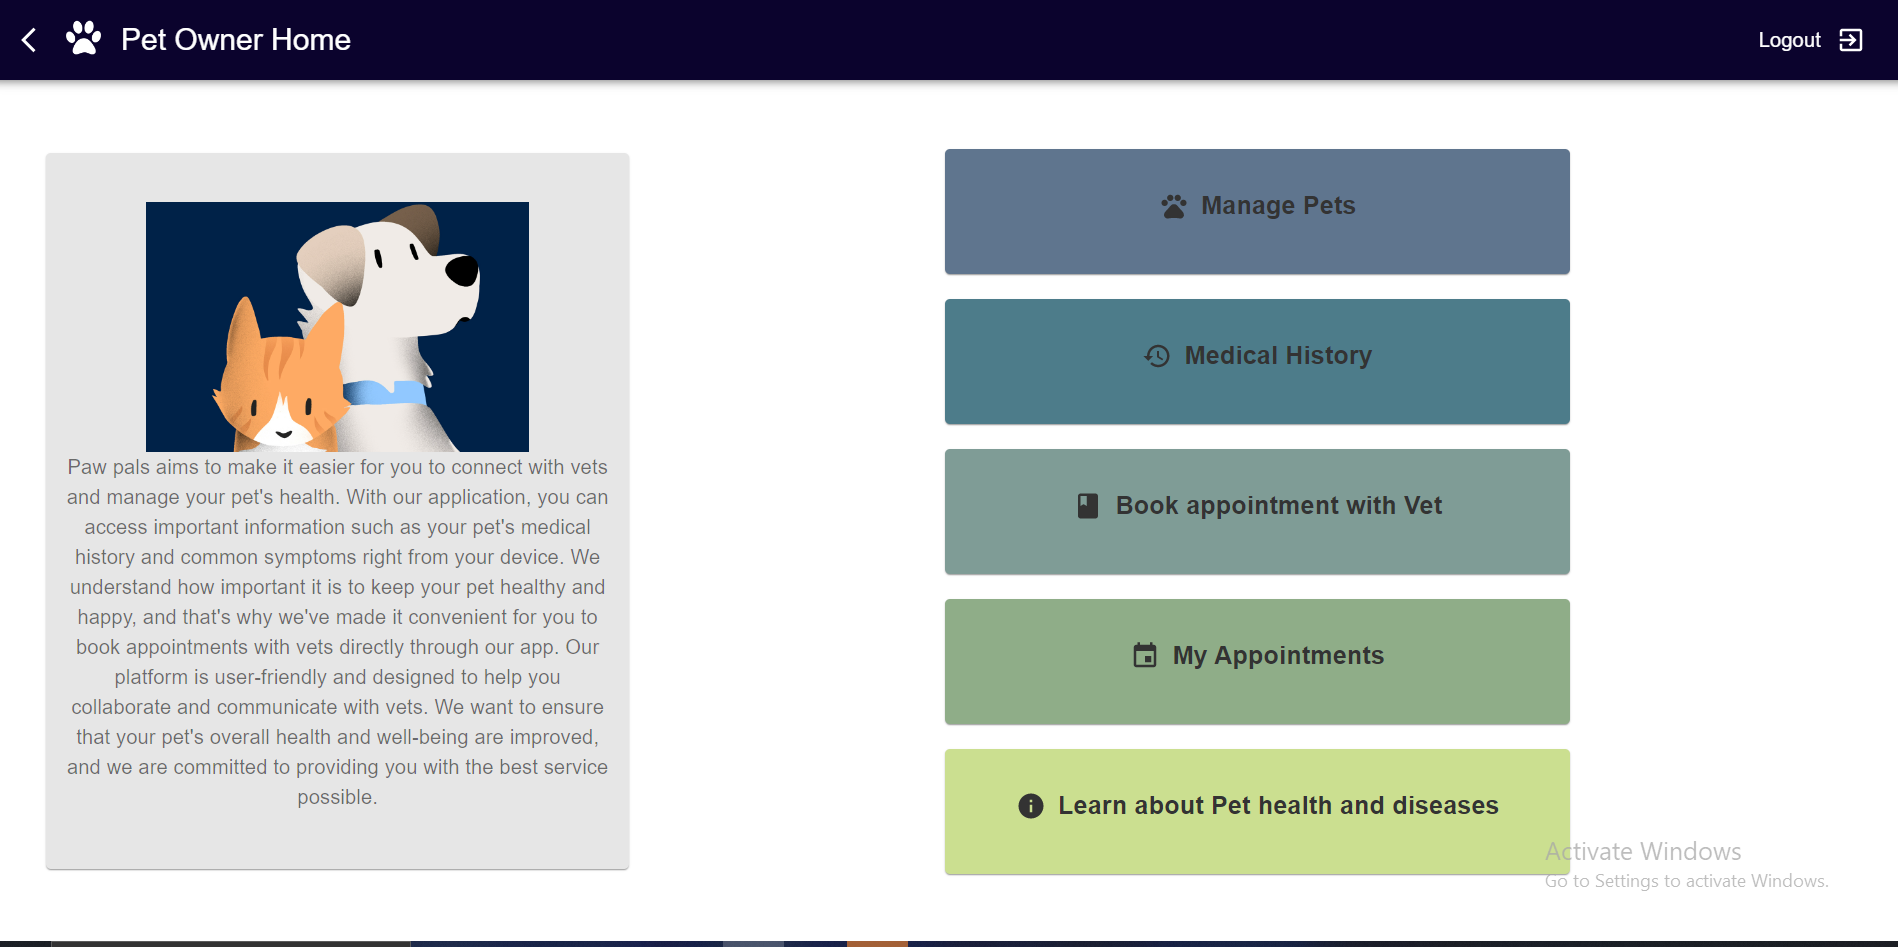 Pet Owner Home
Logout
Paw pals aims to make it easier for you to connect with vets
and manage your pet's health. With our application, you can
access important information such as your pet's medical
history and common symptoms right from your device. We
understand how important it is to keep your pet healthy and
happy, and that's why we've made it convenient for you to
book appointments with vets directly through our app. Our
platform is user-friendly and designed to help you
collaborate and communicate with vets. We want to ensure
that your pet's overall health and well-being are improved,
and we are committed to providing you with the best service
possible.
Manage Pets
Medical History
Book appointment with Vet
My Appointments
Learn about Pet health and diseases
Activate Windows
Go to Settings to activate Windows.